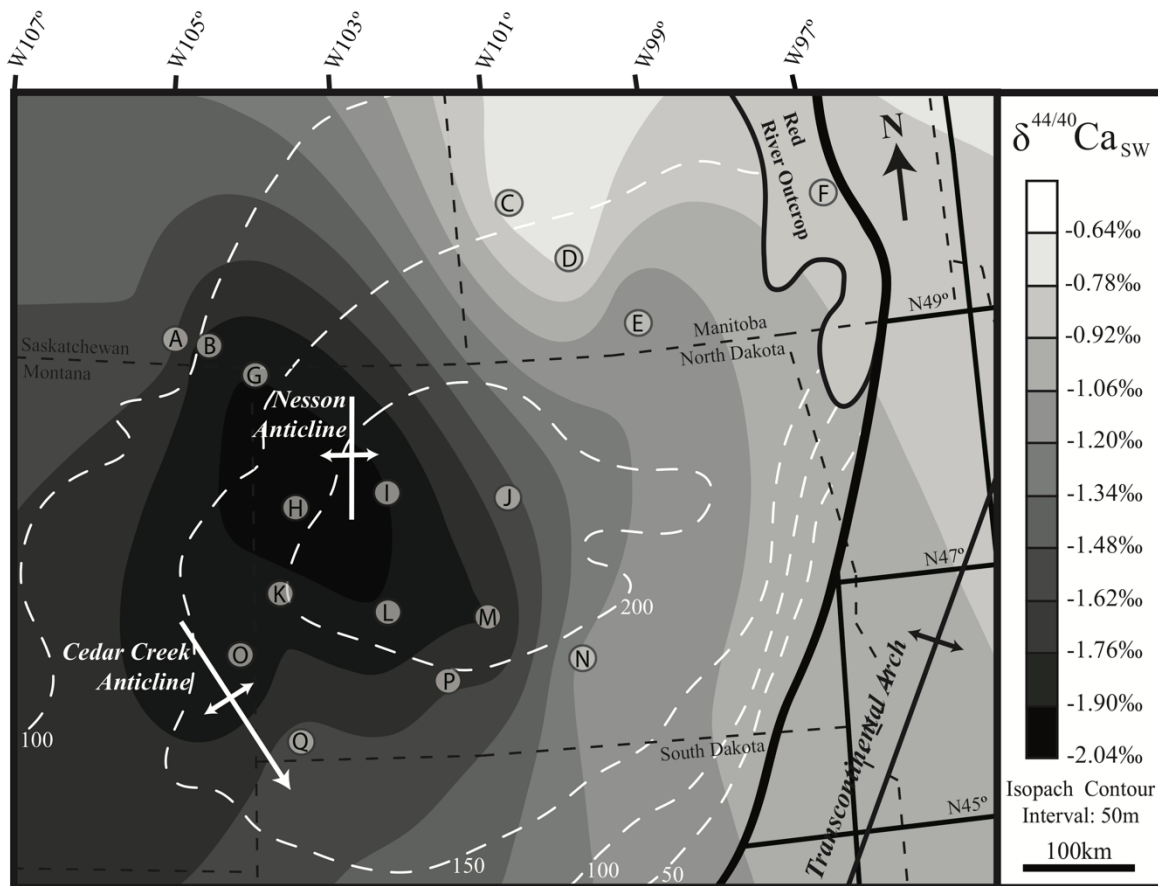 W107º
W105º
W103º
W101º
W99º
W97º
Red
River Outcrop
N
F
C
D
E
N49º
Manitoba
North Dakota
Saskatchewan
Montana
A
B
G
Nesson
Anticline
H
I
J
K
L
M
200
N47º
Cedar Creek
Anticline
O
N
P
Q
100
South Dakota
Transcontinental Arch
N45º
150
100
50
δ44/40CaSW
-0.64‰
-0.78‰
-0.92‰
-1.06‰
-1.20‰
-1.34‰
-1.48‰
-1.62‰
-1.76‰
-1.90‰
-2.04‰
Isopach Contour
Interval: 50m
100km